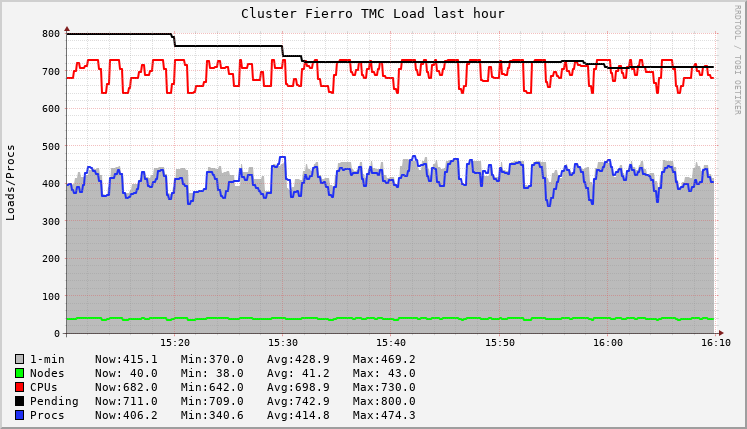 Cluster Fierro TMC Load last hour
RRDTOOL / TOBI OETIKER
Loads/Procs
800
700
600
500
400
300
200
100
0
15:20 15:30 15:40 15:50 16:00 16:10
1-min Now:415.1 Min:370.0 Avg:428.9 Max:469.2
Nodes Now: 40.0 Min: 38.0 Avg: 41.2 Max: 43.0
CPUs Now:682.0 Min:642.0 Avg:698.9 Max:730.0
Pending Now:711.0 Min:709.0 Avg:742.9 Max:800.0
Procs Now:406.2 Min:340.6 Avg:414.8 Max:474.3